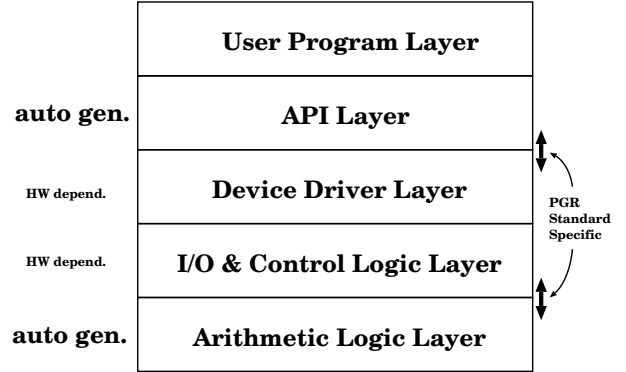 User Program Layer
auto gen.
API Layer
HW depend.
Device Driver Layer
PGR
Standard
Specific
HW depend.
I/O & Control Logic Layer
auto gen.
Arithmetic Logic Layer